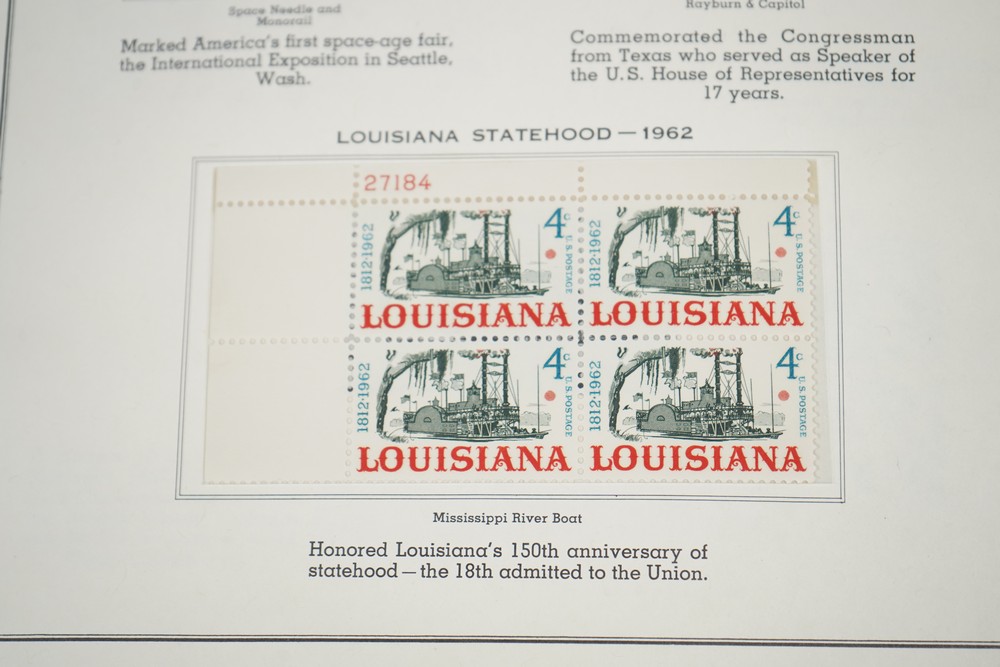 Space Needle and
Monorail
Marked America's first space-age fair,
the International Exposition in Seattle,
Wash.
Rayburn & Capitol
Commemorated the Congressman
from Texas who served as Speaker of
the U.S. House of Representatives for
17 years.
LOUISIANA STATEHOOD — 1962
27184
1812·1962
4c
U.S. POSTAGE
LOUISIANA
1812·1962
4c
U.S. POSTAGE
LOUISIANA
1812·1962
4c
U.S. POSTAGE
LOUISIANA
1812·1962
4c
U.S. POSTAGE
LOUISIANA
Mississippi River Boat
Honored Louisiana's 150th anniversary of
statehood — the 18th admitted to the Union.